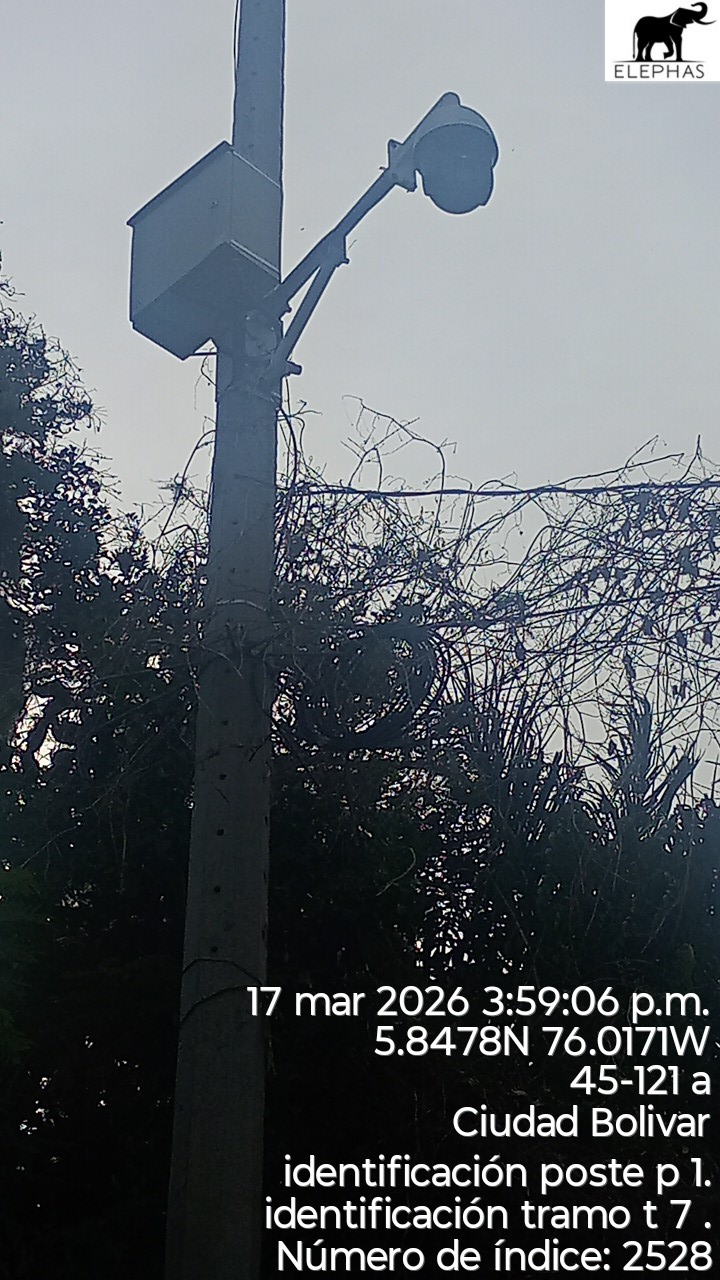 ELEPHAS
17 mar 2026 3:59:06 p.m.
5.8478N 76.0171W
45-121 a
Ciudad Bolivar
identificación poste p 1.
identificación tramo t 7 .
Número de índice: 2528